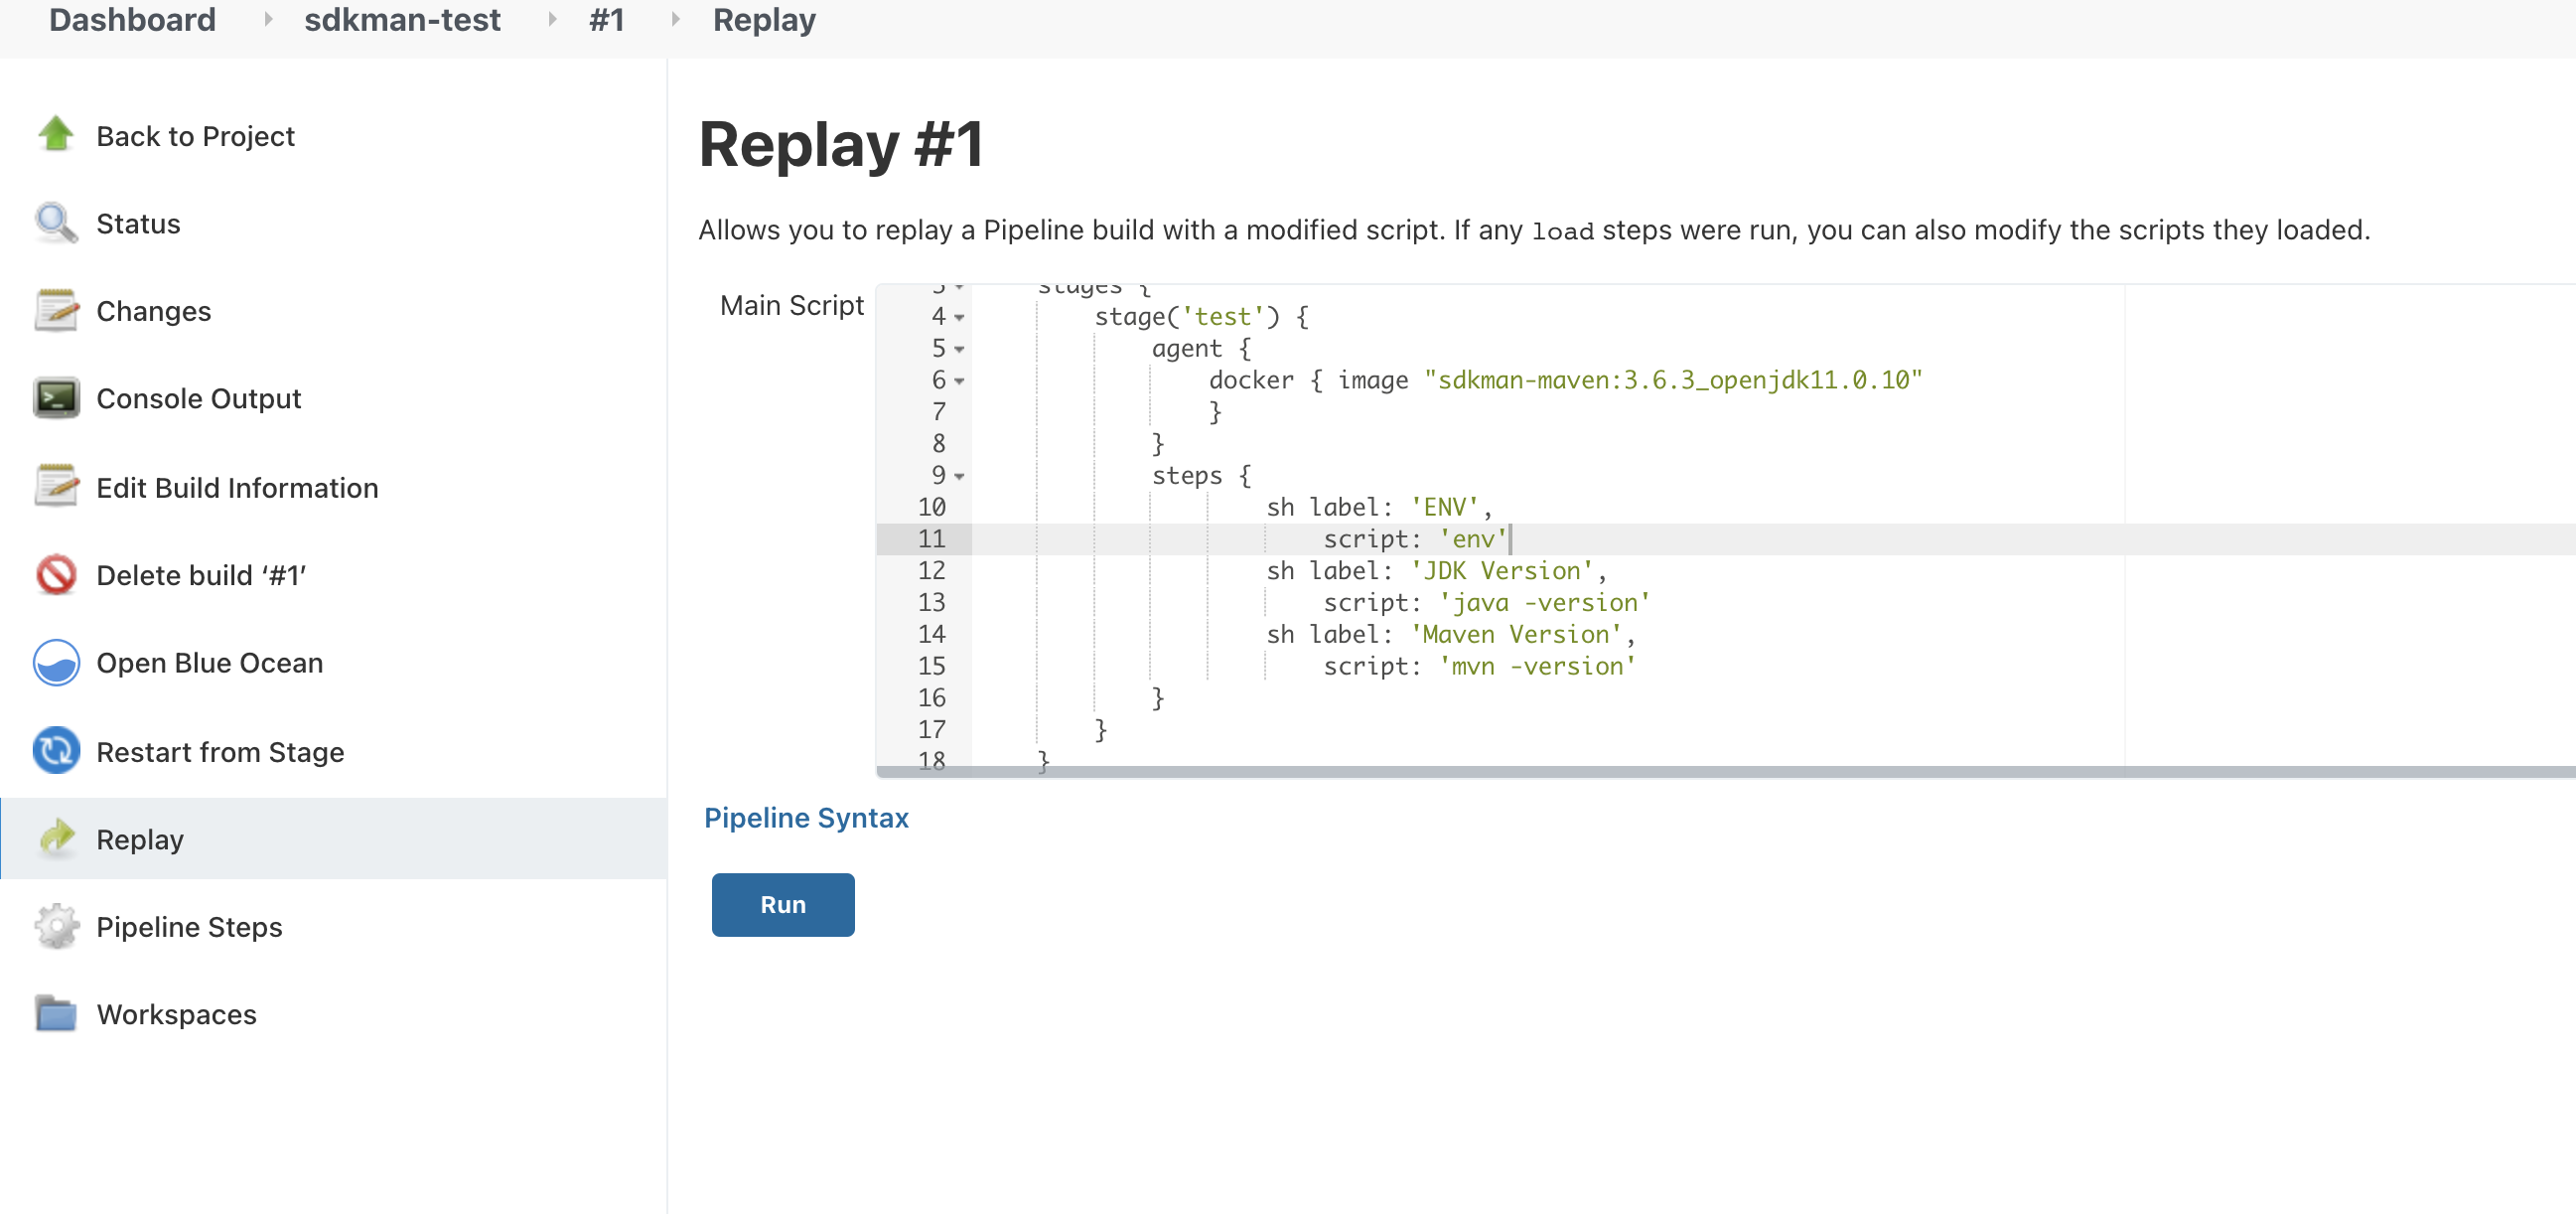 Dashboard sdkman-test #1 Replay
Back to Project
Status
Changes
Console Output
Edit Build Information
Delete build ‘#1’
Open Blue Ocean
Restart from Stage
Replay
Pipeline Steps
Workspaces
Replay #1
Allows you to replay a Pipeline build with a modified script. If any load steps were run, you can also modify the scripts they loaded.
Main Script
3 stages {
4 stage('test') {
5 agent {
6 docker { image "sdkman-maven:3.6.3_openjdk11.0.10"
7 }
8 }
9 steps {
10 sh label: 'ENV',
11 script: 'env'
12 sh label: 'JDK Version',
13 script: 'java -version'
14 sh label: 'Maven Version',
15 script: 'mvn -version'
16 }
17 }
18 }
Pipeline Syntax
Run